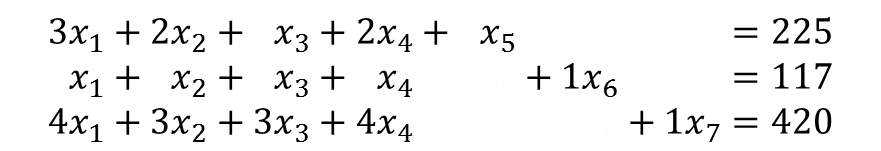 3x₁ + 2x₂ + x₃ + 2x₄ + x₅ = 225
x₁ + x₂ + x₃ + x₄ + 1x₆ = 117
4x₁ + 3x₂ + 3x₃ + 4x₄ + 1x₇ = 420